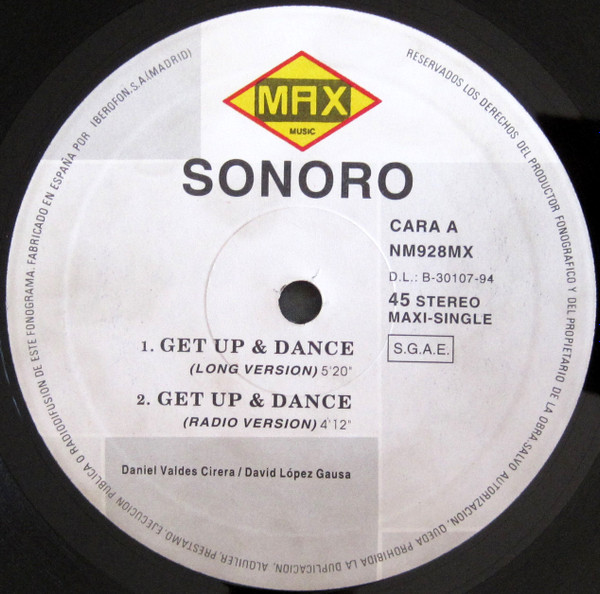 MAX
MUSIC
SONORO
CARA A
NM928MX
D.L.: B-30107-94
45 STEREO
MAXI-SINGLE
S.G.A.E.
1. GET UP & DANCE
(LONG VERSION) 5'20"
2. GET UP & DANCE
(RADIO VERSION) 4'12"
Daniel Valdes Cirera / David López Gausa
RESERVADOS LOS DERECHOS DEL PRODUCTOR FONOGRAFICO Y DEL PROPIETARIO DE LA OBRA. SALVO AUTORIZACION, QUEDA PROHIBIDA LA DUPLICACION, ALQUILER, PRESTAMO, EJECUCION PUBLICA O RADIODIFUSION DE ESTE FONOGRAMA. FABRICADO EN ESPAÑA POR IBEROFON, S.A. (MADRID)